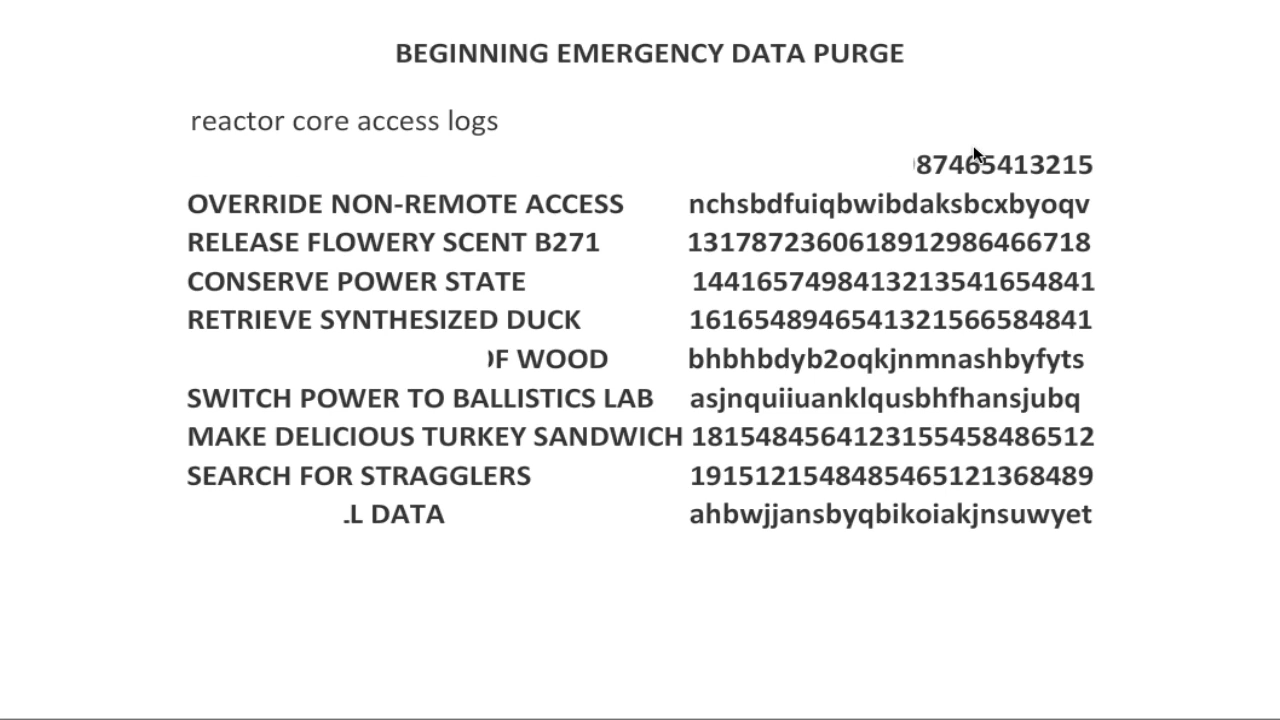 BEGINNING EMERGENCY DATA PURGE
reactor core access logs
87465413215
OVERRIDE NON-REMOTE ACCESS nchsbdfuiqbwibdaksbcxbyoqv
RELEASE FLOWERY SCENT B271 1317872360618912986466718
CONSERVE POWER STATE 1441657498413213541654841
RETRIEVE SYNTHESIZED DUCK 1616548946541321566584841
OF WOOD bhbhbdyb2oqkjnmnashbyfyts
SWITCH POWER TO BALLISTICS LAB asjnquiiuanklqusbhfhansjubq
MAKE DELICIOUS TURKEY SANDWICH 1815484564123155458486512
SEARCH FOR STRAGGLERS 1915121548485465121368489
L DATA ahbwjjansbyqbikoiakjnsuwyet